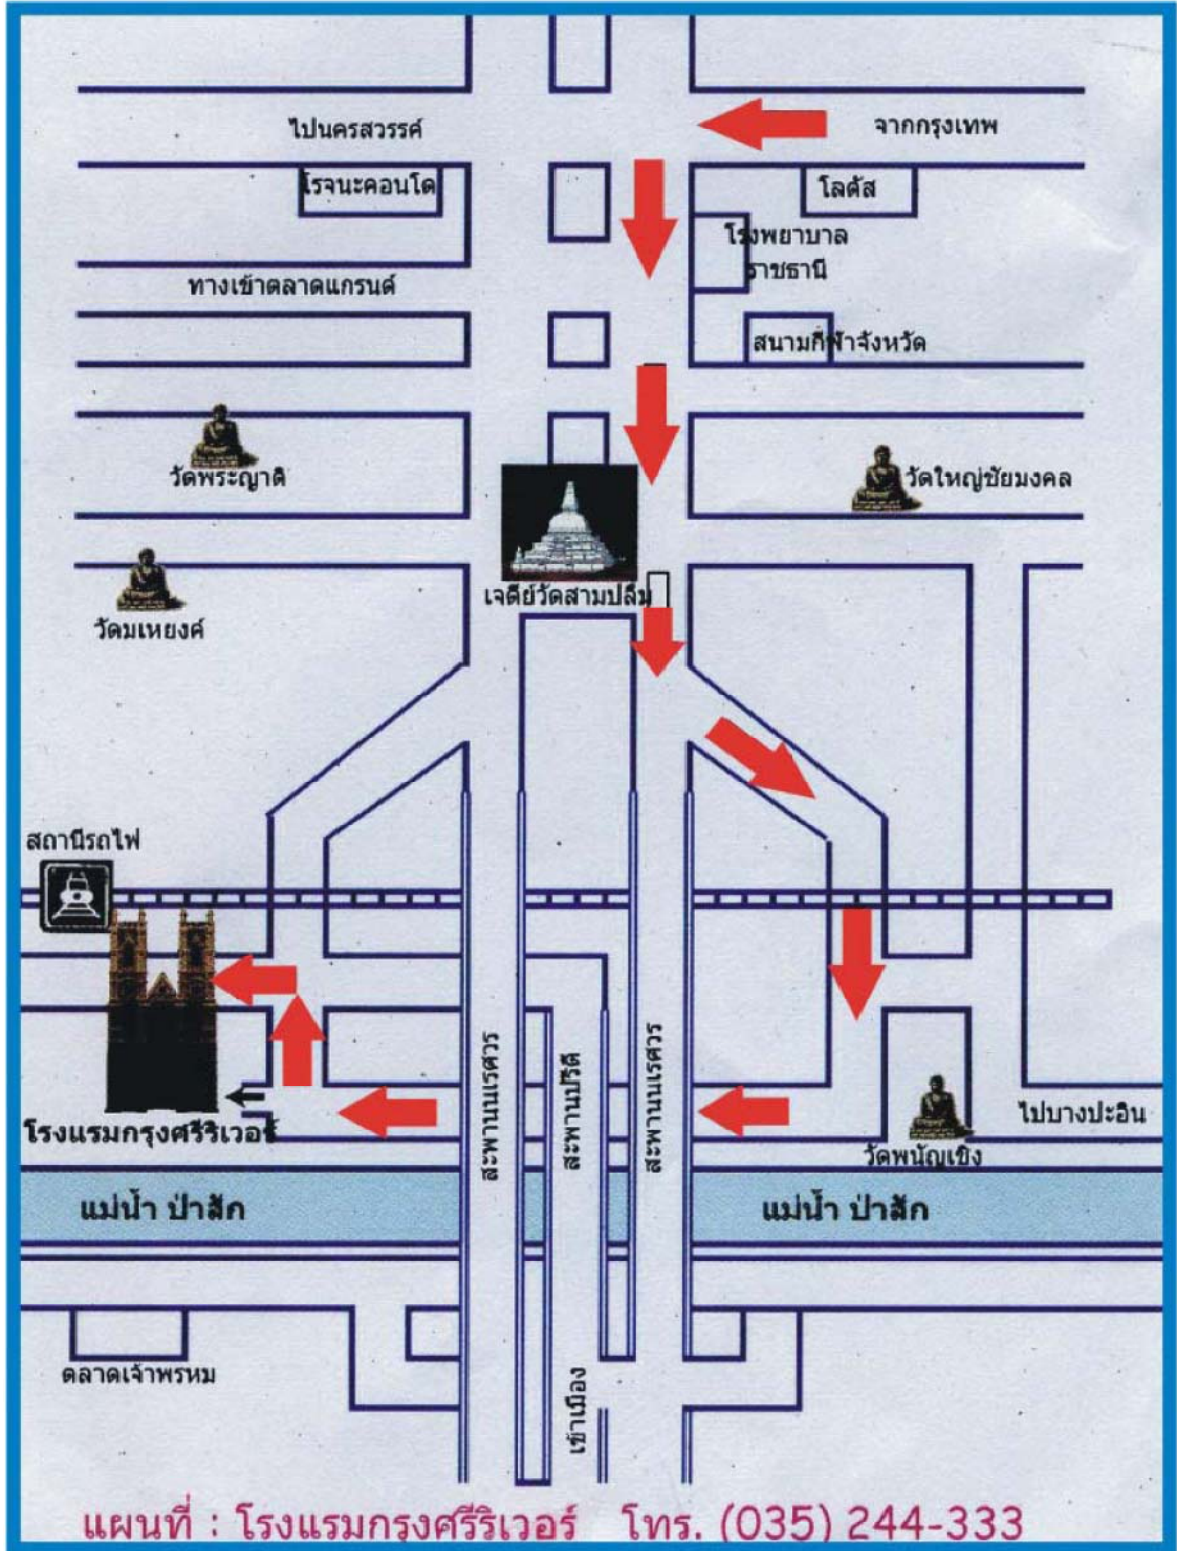 ไปนครสวรรค์
จากกรุงเทพ
โรจนะคอนโด
โลตัส
โรงพยาบาล
ราชธานี
ทางเข้าตลาดแกรนด์
สนามกีฬาจังหวัด
วัดพระญาติ
วัดใหญ่ชัยมงคล
เจดีย์วัดสามปลื้ม
วัดมเหยงค์
สถานีรถไฟ
สะพานนเรศวร
สะพานปรีดี
สะพานนเรศวร
ไปบางปะอิน
โรงแรมกรุงศรีริเวอร์
วัดพนัญเชิง
แม่น้ำ ป่าสัก
แม่น้ำ ป่าสัก
ตลาดเจ้าพรหม
เข้าเมือง
แผนที่ : โรงแรมกรุงศรีริเวอร์ โทร. (035) 244-333